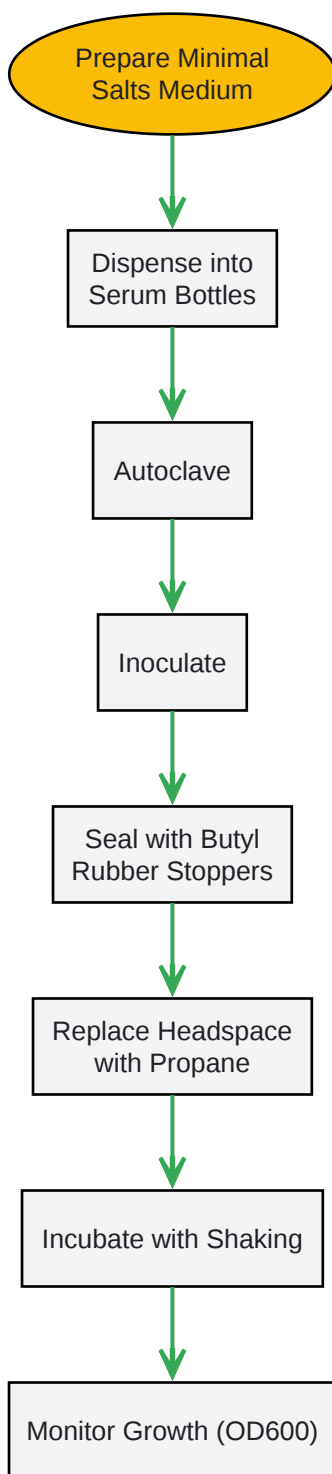 Prepare Minimal
Salts Medium
Dispense into
Serum Bottles
Autoclave
Inoculate
Seal with Butyl
Rubber Stoppers
Replace Headspace
with Propane
Incubate with Shaking
Monitor Growth (OD600)